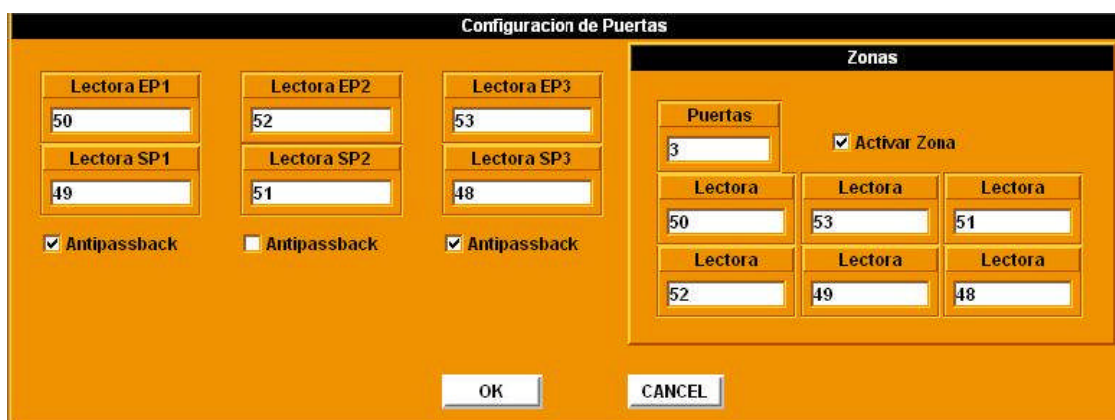 Configuracion de Puertas
Lectora EP1
50
Lectora SP1
49
Antipassback
Lectora EP2
52
Lectora SP2
51
Antipassback
Lectora EP3
53
Lectora SP3
48
Antipassback
Zonas
Puertas
3
Activar Zona
Lectora Lectora Lectora
50 53 51
Lectora Lectora Lectora
52 49 48
OK CANCEL